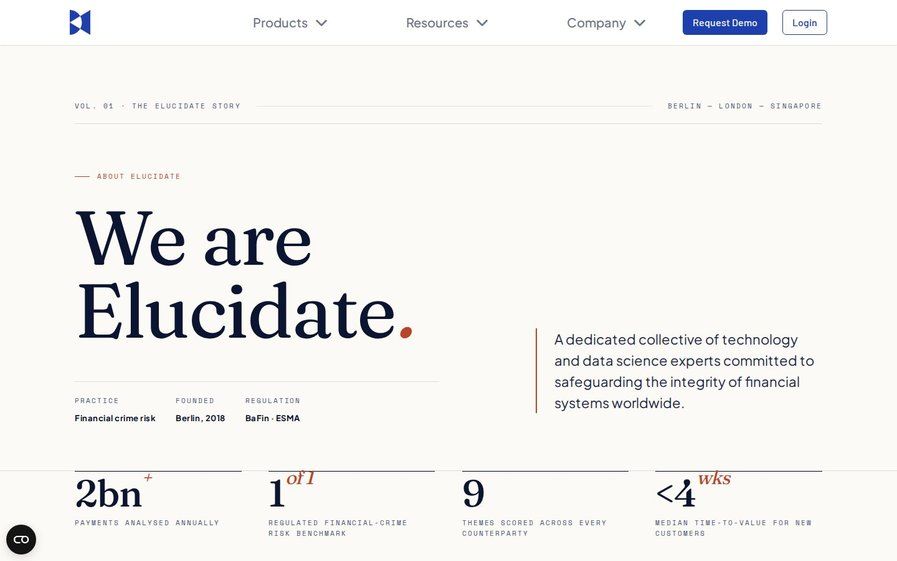 Products
Resources
Company
Request Demo
Login
VOL. 01 · THE ELUCIDATE STORY
BERLIN — LONDON — SINGAPORE
ABOUT ELUCIDATE
We are
Elucidate.
A dedicated collective of technology
and data science experts committed to
safeguarding the integrity of financial
systems worldwide.
PRACTICE
Financial crime risk
FOUNDED
Berlin, 2018
REGULATION
BaFin · ESMA
2bn+
PAYMENTS ANALYSED ANNUALLY
1 of 1
REGULATED FINANCIAL-CRIME
RISK BENCHMARK
9
THEMES SCORED ACROSS EVERY
COUNTERPARTY
<4 wks
MEDIAN TIME-TO-VALUE FOR NEW
CUSTOMERS